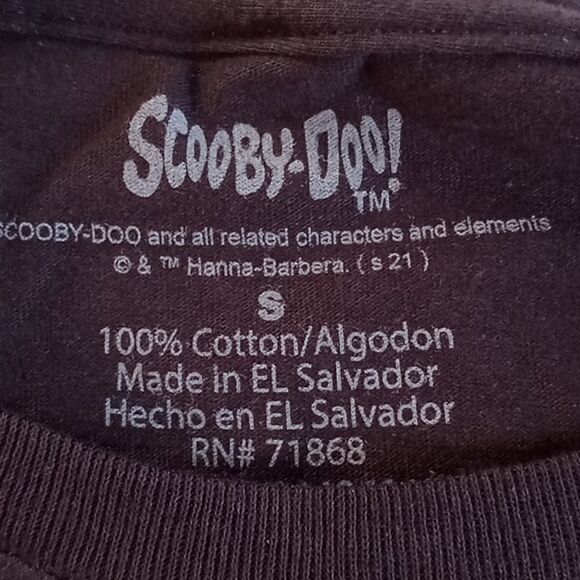 SCOOBY-DOO!
TM
SCOOBY-DOO and all related characters and elements
© & ™ Hanna-Barbera. (s21)
S
100% Cotton/Algodon
Made in EL Salvador
Hecho en EL Salvador
RN# 71868